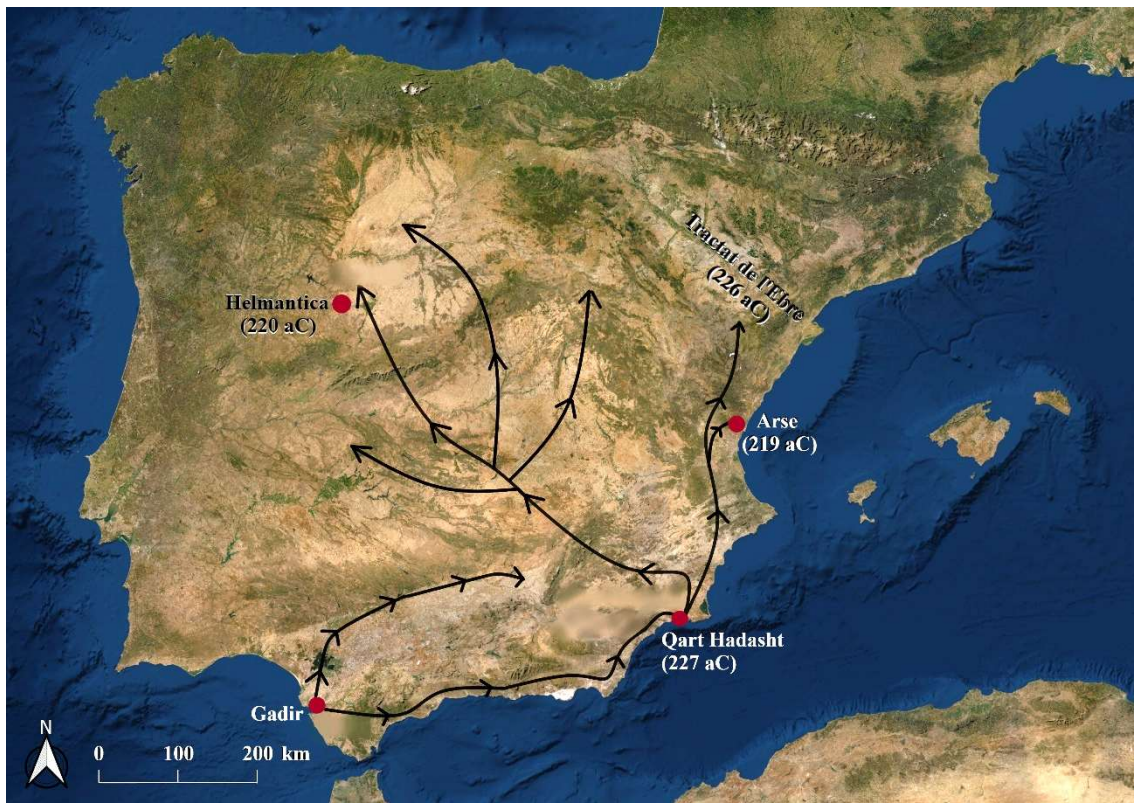 Tractat de l'Ebre
(226 aC)
Helmantica
(220 aC)
Arse
(219 aC)
Qart Hadasht
(227 aC)
Gadir
N
0 100 200 km